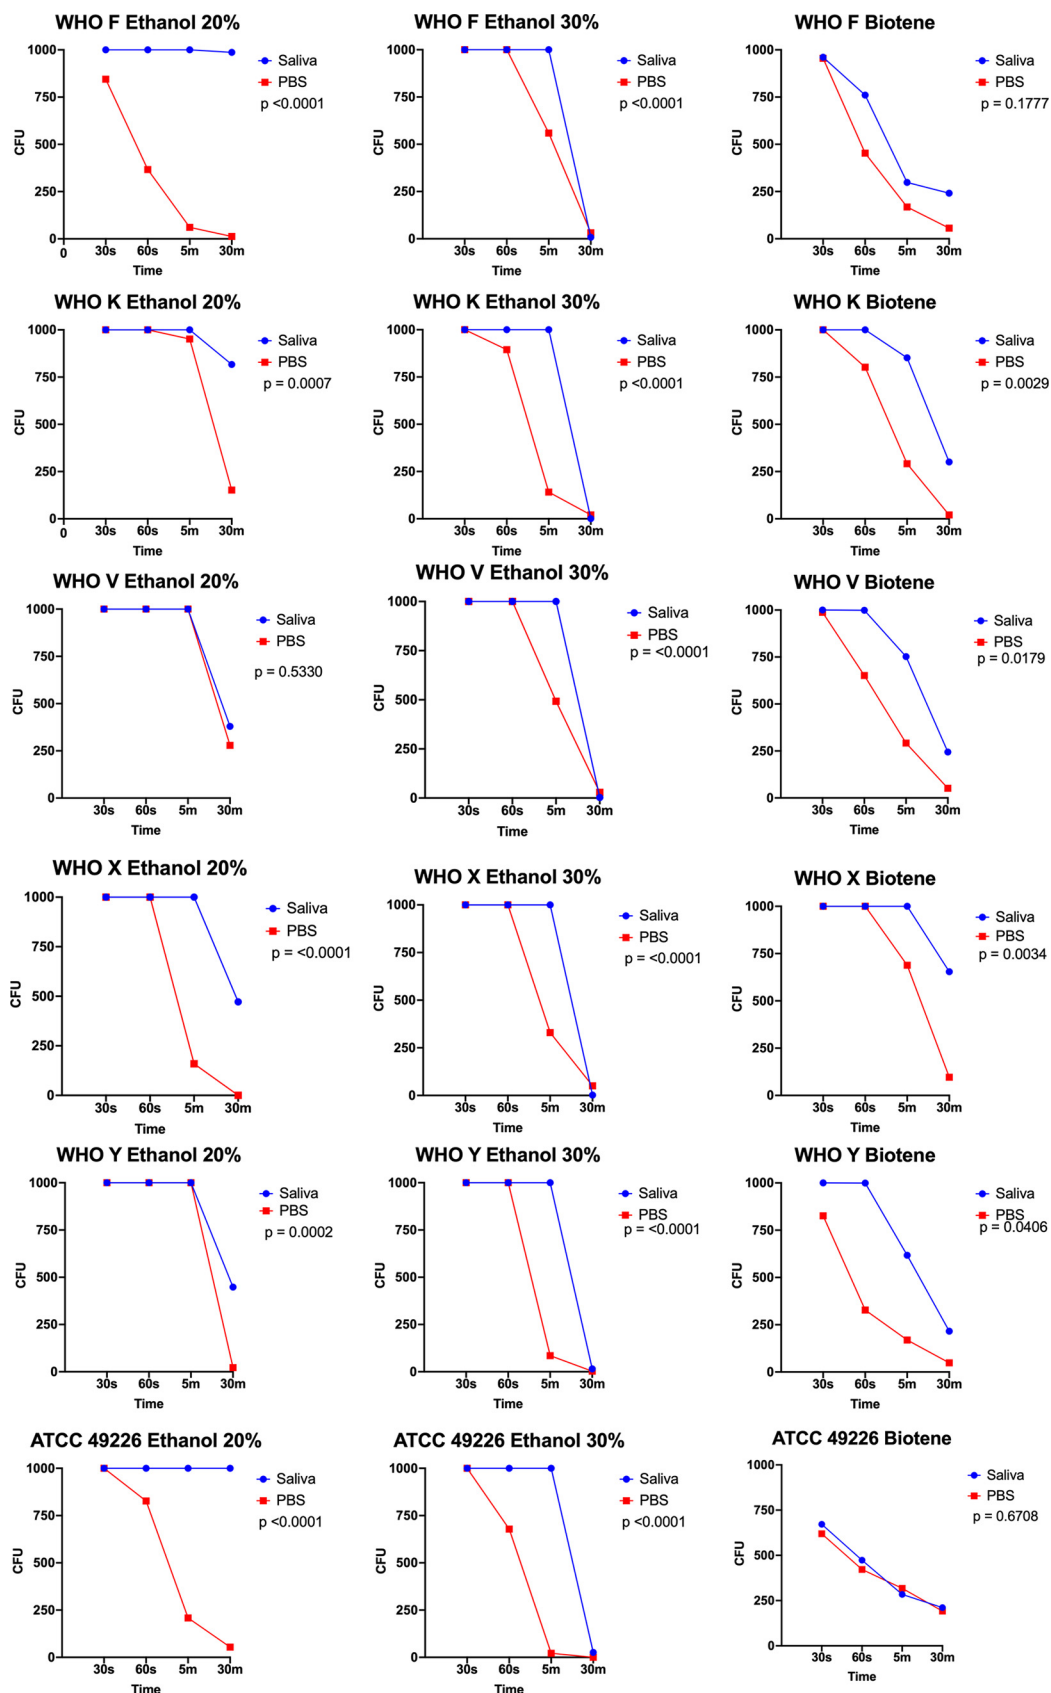 WHO F Ethanol 20%
1000
750
500
250
0
CFU
0
30s 60s 5m 30m
Time
Saliva
PBS
p <0.0001
WHO F Ethanol 30%
1000
750
500
250
0
CFU
30s 60s 5m 30m
Time
Saliva
PBS
p <0.0001
WHO F Biotene
1000
750
500
250
0
CFU
30s 60s 5m 30m
Time
Saliva
PBS
p = 0.1777
WHO K Ethanol 20%
1000
750
500
250
0
CFU
0
30s 60s 5m 30m
Time
Saliva
PBS
p = 0.0007
WHO K Ethanol 30%
1000
750
500
250
0
CFU
30s 60s 5m 30m
Time
Saliva
PBS
p <0.0001
WHO K Biotene
1000
750
500
250
0
CFU
30s 60s 5m 30m
Time
Saliva
PBS
p = 0.0029
WHO V Ethanol 20%
1000
750
500
250
0
CFU
30s 60s 5m 30m
Time
Saliva
PBS
p = 0.5330
WHO V Ethanol 30%
1000
750
500
250
0
CFU
30s 60s 5m 30m
Time
Saliva
PBS
p = <0.0001
WHO V Biotene
1000
750
500
250
0
CFU
30s 60s 5m 30m
Time
Saliva
PBS
p = 0.0179
WHO X Ethanol 20%
1000
750
500
250
0
CFU
30s 60s 5m 30m
Time
Saliva
PBS
p = <0.0001
WHO X Ethanol 30%
1000
750
500
250
0
CFU
30s 60s 5m 30m
Time
Saliva
PBS
p = <0.0001
WHO X Biotene
1000
750
500
250
0
CFU
30s 60s 5m 30m
Time
Saliva
PBS
p = 0.0034
WHO Y Ethanol 20%
1000
750
500
250
0
CFU
30s 60s 5m 30m
Time
Saliva
PBS
p = 0.0002
WHO Y Ethanol 30%
1000
750
500
250
0
CFU
30s 60s 5m 30m
Time
Saliva
PBS
p = <0.0001
WHO Y Biotene
1000
750
500
250
0
CFU
30s 60s 5m 30m
Time
Saliva
PBS
p = 0.0406
ATCC 49226 Ethanol 20%
1000
750
500
250
0
CFU
30s 60s 5m 30m
Time
Saliva
PBS
p <0.0001
ATCC 49226 Ethanol 30%
1000
750
500
250
0
CFU
30s 60s 5m 30m
Time
Saliva
PBS
p <0.0001
ATCC 49226 Biotene
1000
750
500
250
0
CFU
30s 60s 5m 30m
Time
Saliva
PBS
p = 0.6708